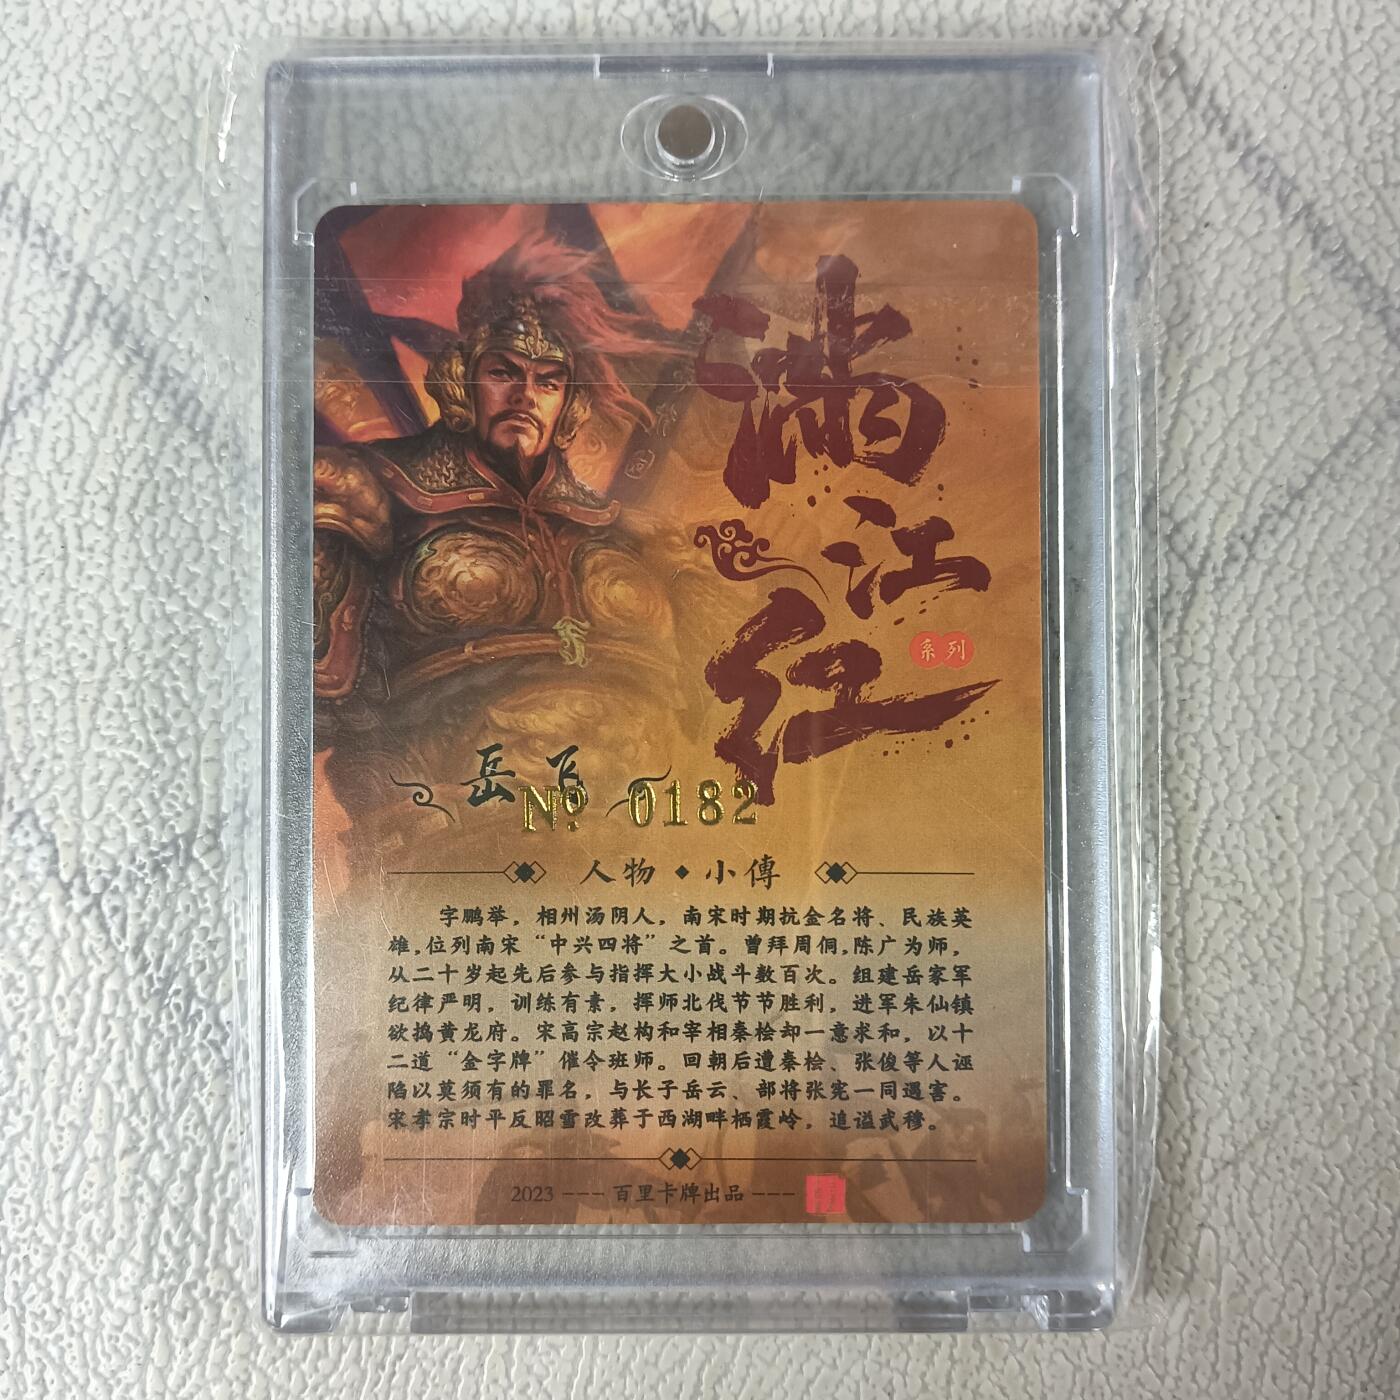 满江红
系列
岳飞
No 0182
人物·小傳
字鹏举，相州汤阴人，南宋时期抗金名将、民族英
雄,位列南宋“中兴四将”之首。曾拜周侗,陈广为师，
从二十岁起先后参与指挥大小战斗数百次。组建岳家军
纪律严明，训练有素，挥师北伐节节胜利，进军朱仙镇
欲捣黄龙府。宋高宗赵构和宰相秦桧却一意求和，以十
二道“金字牌”催令班师。回朝后遭秦桧、张俊等人诬
陷以莫须有的罪名，与长子岳云、部将张宪一同遇害。
宋孝宗时平反昭雪改葬于西湖畔栖霞岭，追谥武穆。
2023 --- 百里卡牌出品 ---